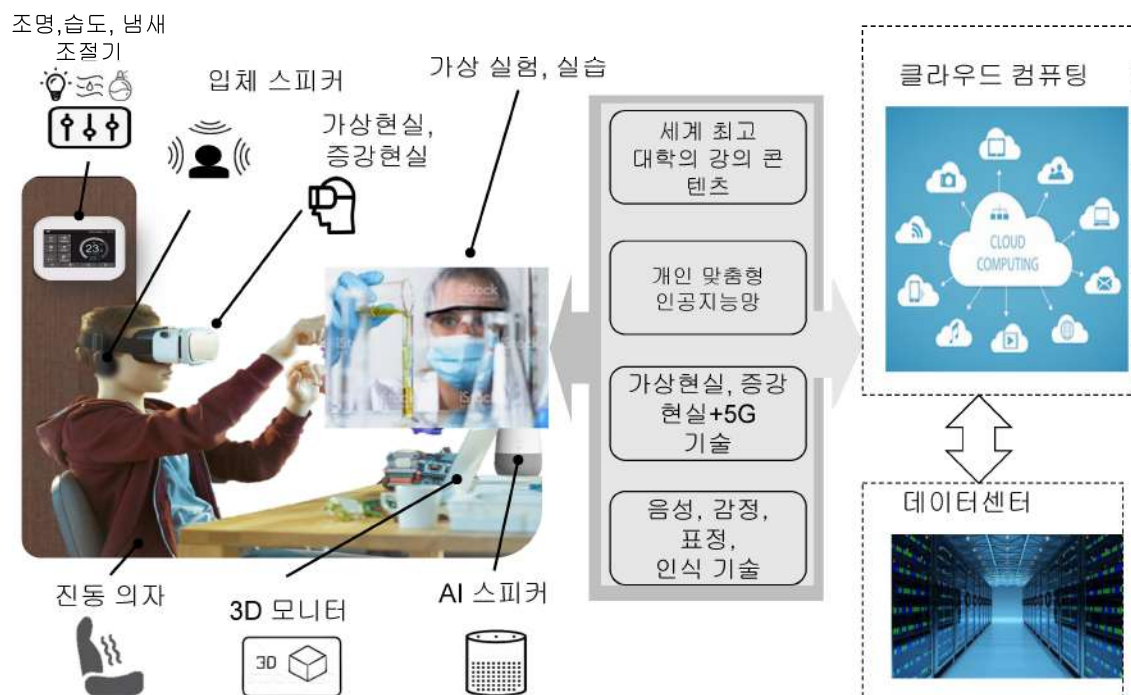 조명,습도, 냄새
조절기
입체 스피커
가상현실,
증강현실
가상 실험, 실습
23
iStock
iStock
iStock
iStock
진동 의자
3D 모니터
3D
AI 스피커
세계 최고
대학의 강의 콘
텐츠
개인 맞춤형
인공지능망
가상현실, 증강
현실+5G
기술
음성, 감정,
표정,
인식 기술
클라우드 컴퓨팅
CLOUD
COMPUTING
데이터센터